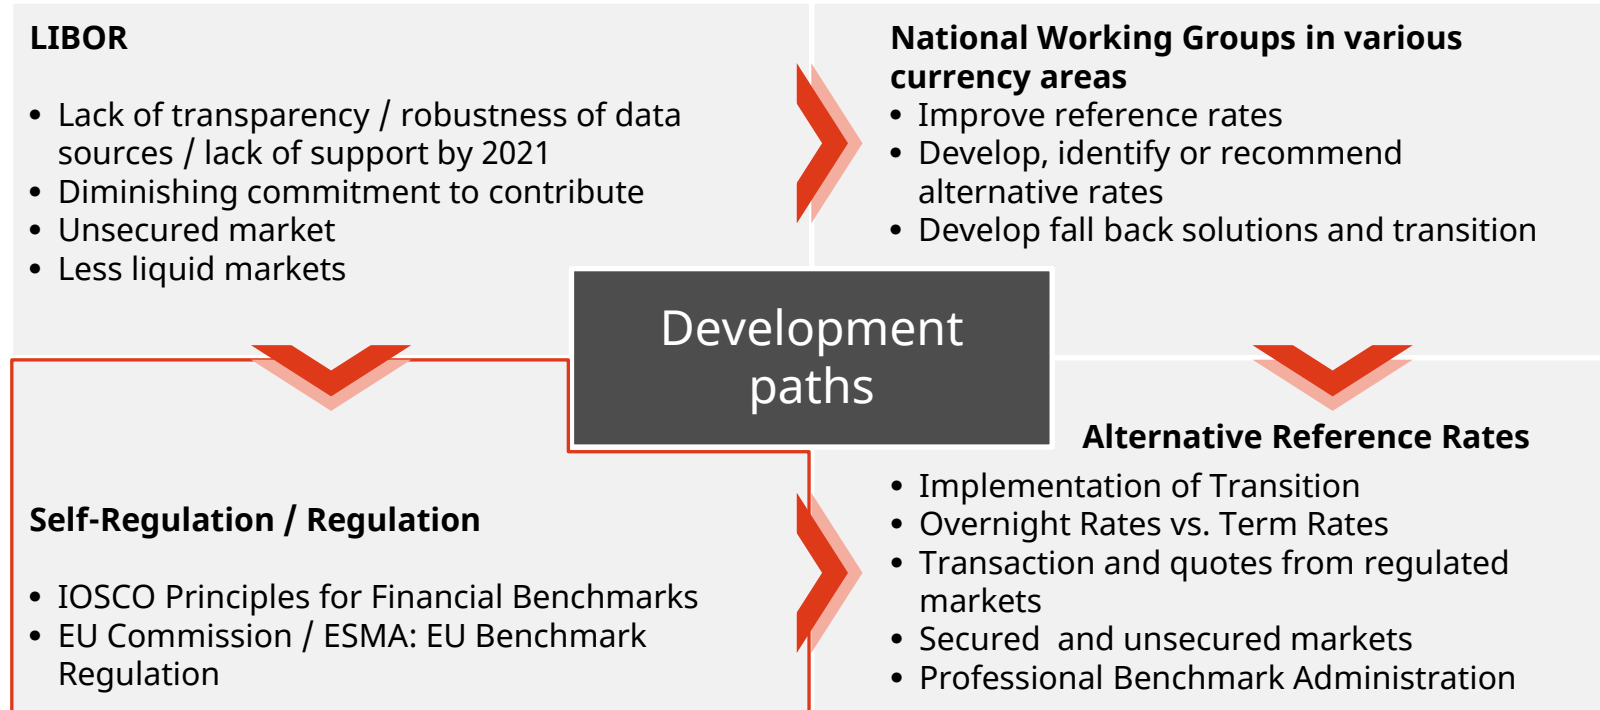 LIBOR
• Lack of transparency / robustness of data
sources / lack of support by 2021
• Diminishing commitment to contribute
• Unsecured market
• Less liquid markets
National Working Groups in various
currency areas
• Improve reference rates
• Develop, identify or recommend
alternative rates
• Develop fall back solutions and transition
Development
paths
Self-Regulation / Regulation
• IOSCO Principles for Financial Benchmarks
• EU Commission / ESMA: EU Benchmark
Regulation
Alternative Reference Rates
• Implementation of Transition
• Overnight Rates vs. Term Rates
• Transaction and quotes from regulated
markets
• Secured  and unsecured markets
• Professional Benchmark Administration